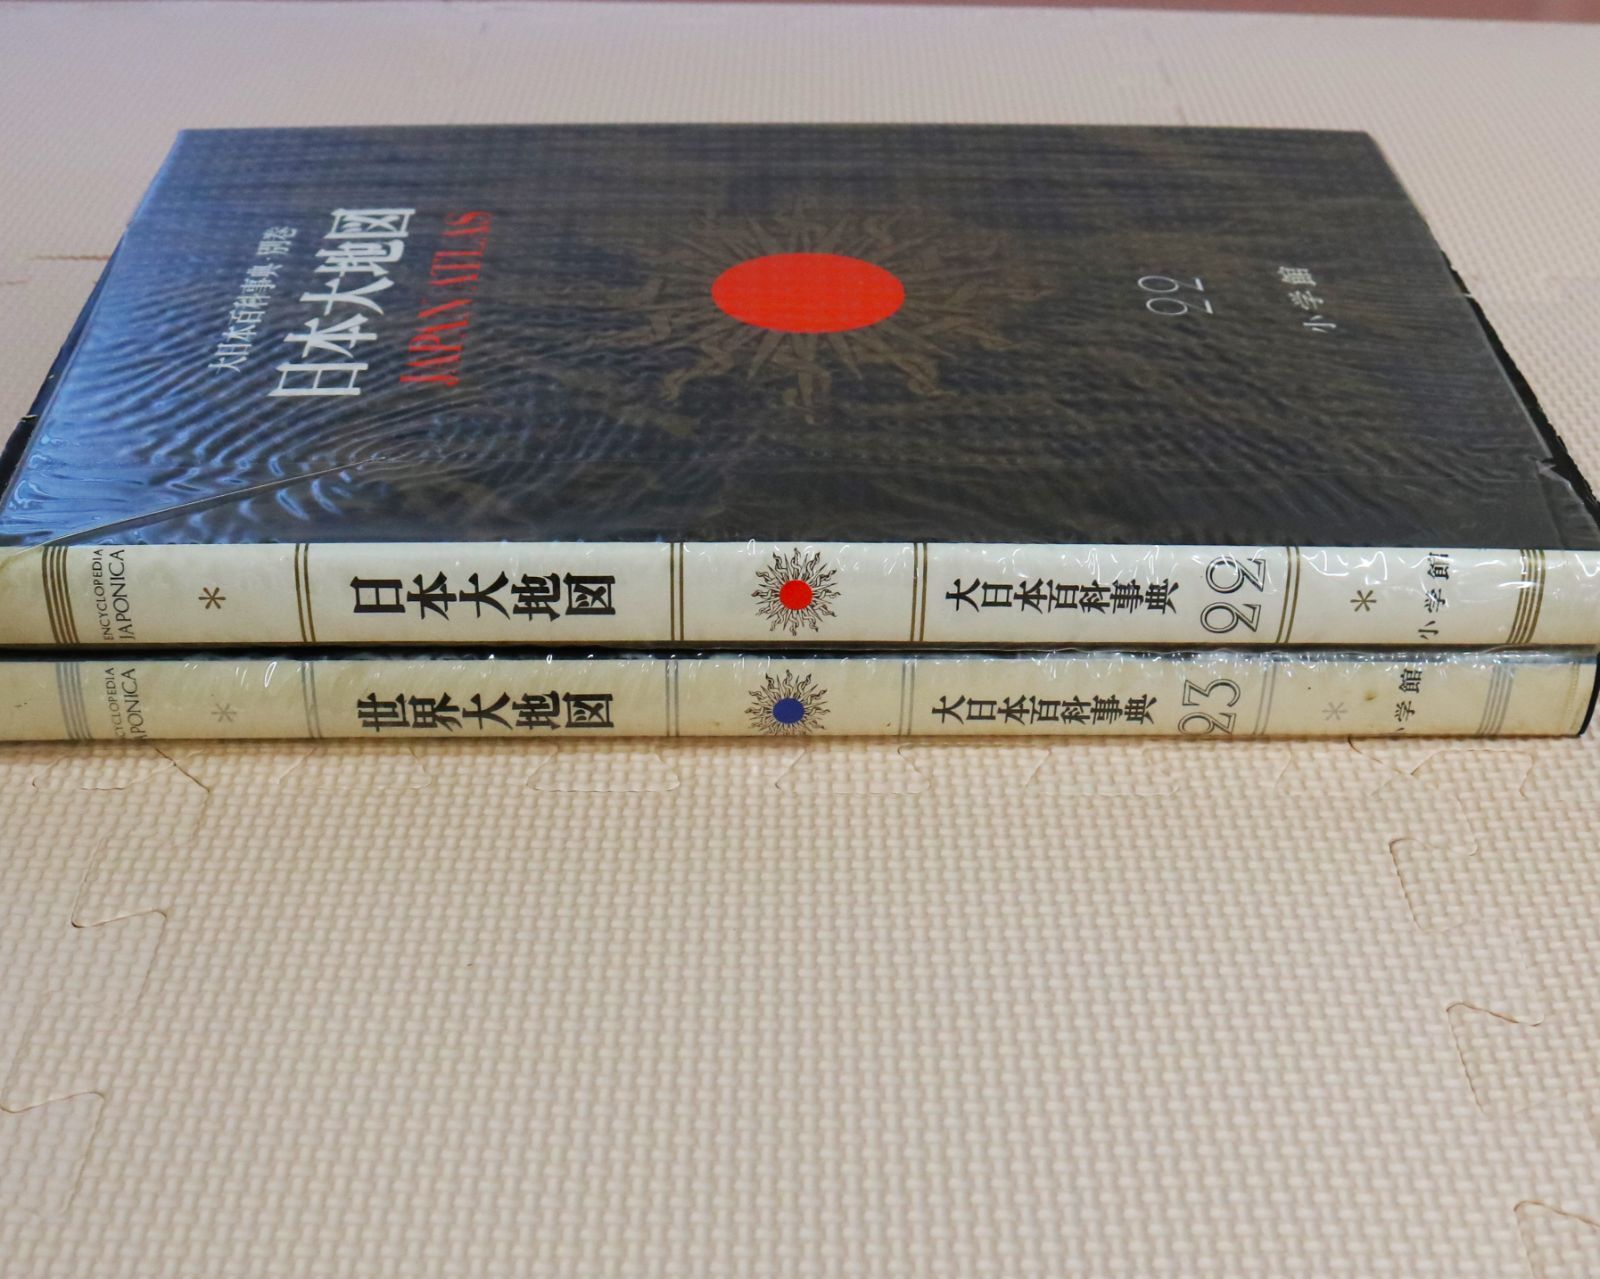 大日本百科事典・別巻
日本大地図
JAPAN ATLAS
22
小学館
ENCYCLOPEDIA
JAPONICA
日本大地図
大日本百科事典
22
小学館
ENCYCLOPEDIA
JAPONICA
世界大地図
大日本百科事典
23
小学館